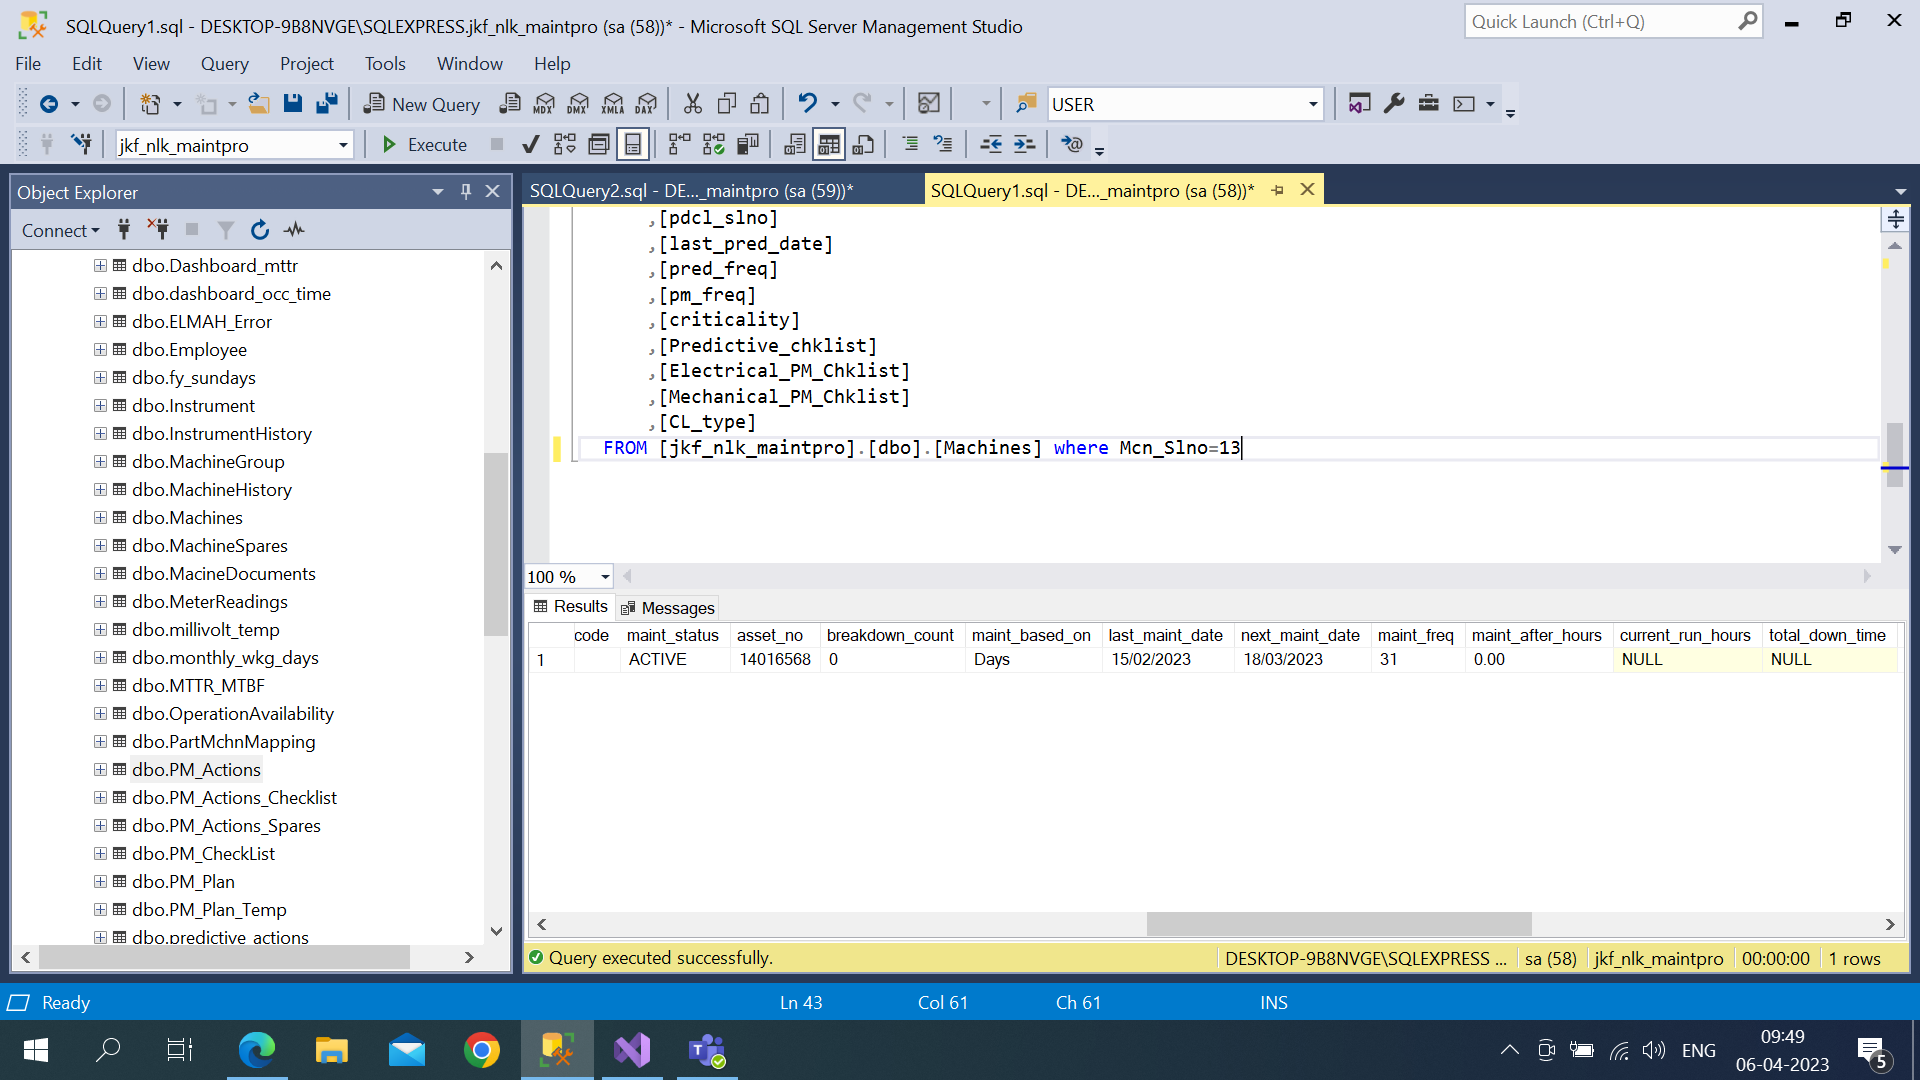 SQLQuery1.sql - DESKTOP-9B8NVGE\SQLEXPRESS.jkf_nlk_maintpro (sa (58))* - Microsoft SQL Server Management Studio
Quick Launch (Ctrl+Q)
File Edit View Query Project Tools Window Help
New Query MDX DMX XMLA DAX USER
jkf_nlk_maintpro Execute
Object Explorer
Connect
dbo.Dashboard_mttr
dbo.dashboard_occ_time
dbo.ELMAH_Error
dbo.Employee
dbo.fy_sundays
dbo.Instrument
dbo.InstrumentHistory
dbo.MachineGroup
dbo.MachineHistory
dbo.Machines
dbo.MachineSpares
dbo.MacineDocuments
dbo.MeterReadings
dbo.millivolt_temp
dbo.monthly_wkg_days
dbo.MTTR_MTBF
dbo.OperationAvailability
dbo.PartMchnMapping
dbo.PM_Actions
dbo.PM_Actions_Checklist
dbo.PM_Actions_Spares
dbo.PM_CheckList
dbo.PM_Plan
dbo.PM_Plan_Temp
dbo.predictive_actions
SQLQuery2.sql - DE..._maintpro (sa (59))* SQLQuery1.sql - DE..._maintpro (sa (58))*
,[pdcl_slno]
,[last_pred_date]
,[pred_freq]
,[pm_freq]
,[criticality]
,[Predictive_chklist]
,[Electrical_PM_Chklist]
,[Mechanical_PM_Chklist]
,[CL_type]
FROM [jkf_nlk_maintpro].[dbo].[Machines] where Mcn_Slno=13
100 %
Results Messages
code maint_status asset_no breakdown_count maint_based_on last_maint_date next_maint_date maint_freq maint_after_hours current_run_hours total_down_time
1 ACTIVE 14016568 0 Days 15/02/2023 18/03/2023 31 0.00 NULL NULL
Query executed successfully. DESKTOP-9B8NVGE\SQLEXPRESS ... sa (58) jkf_nlk_maintpro 00:00:00 1 rows
Ready Ln 43 Col 61 Ch 61 INS
ENG 09:49
06-04-2023 5